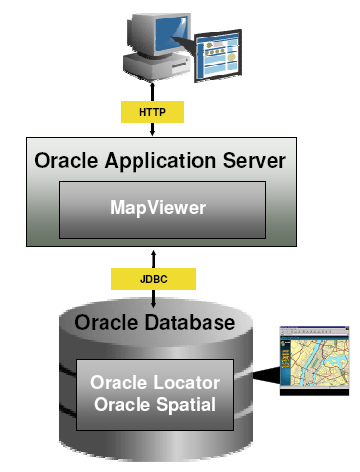 HTTP
Oracle Application Server
MapViewer
JDBC
Oracle Database
Oracle Locator
Oracle Spatial